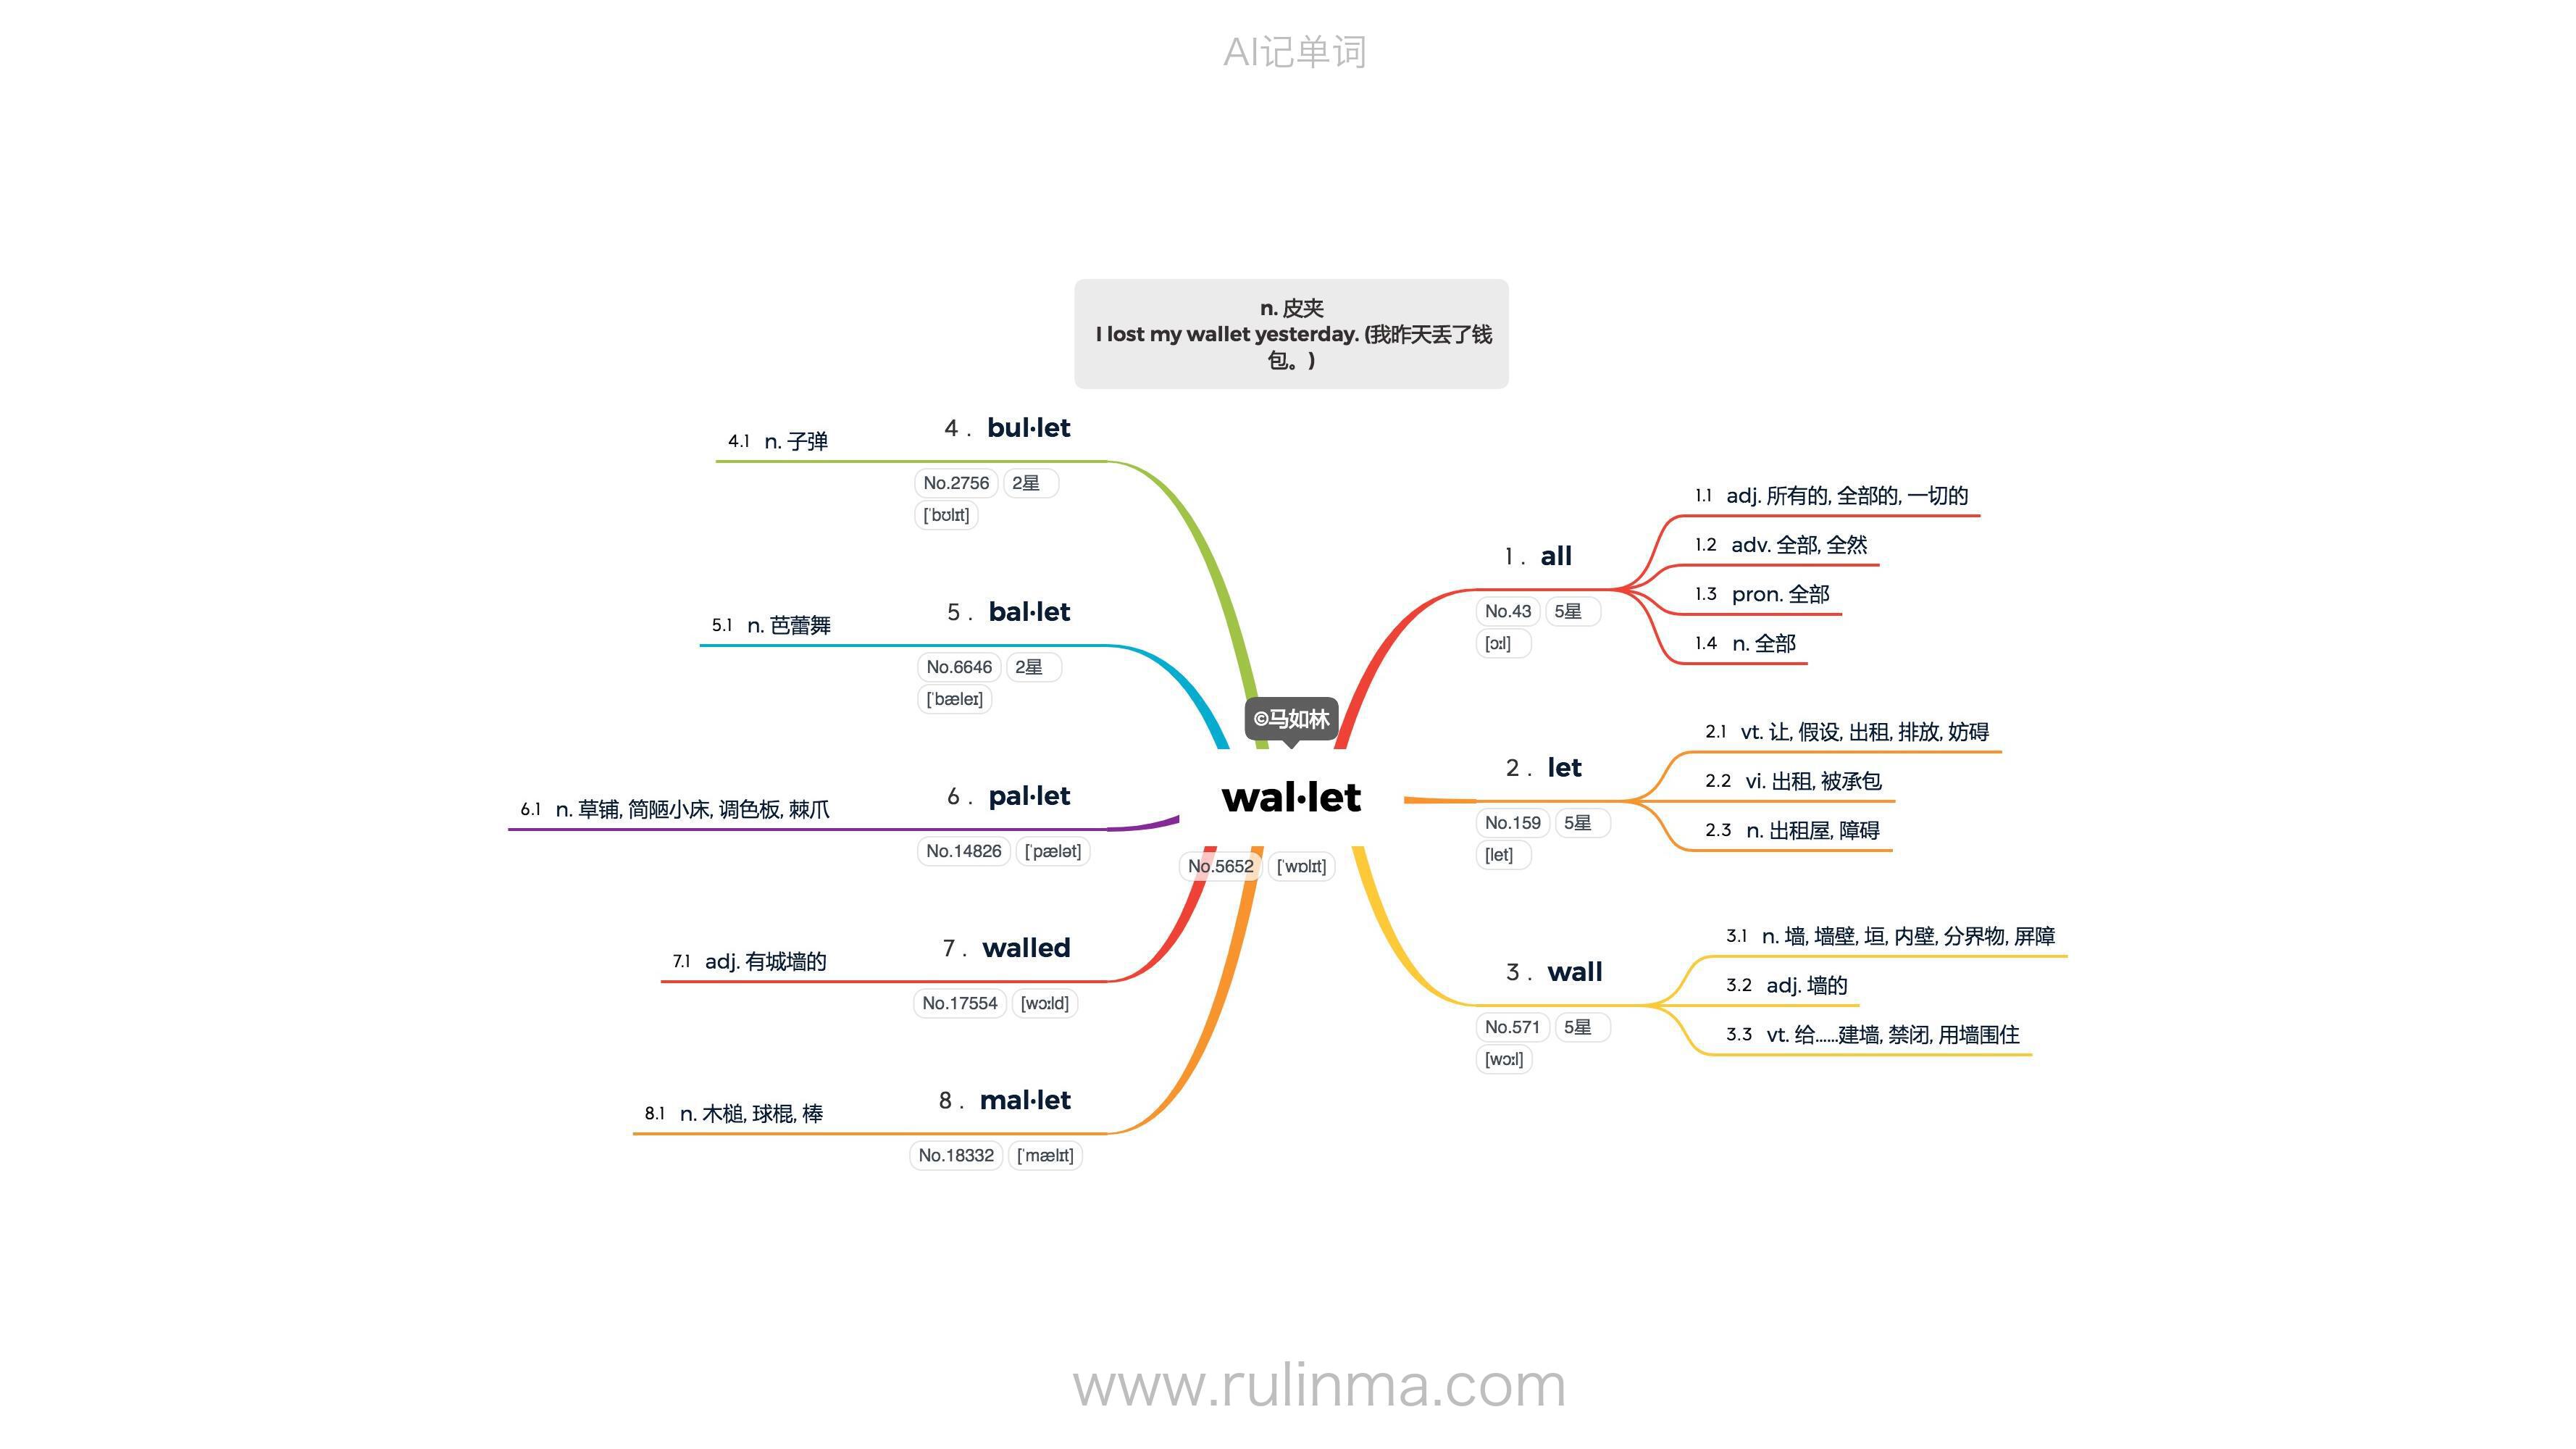 AI记单词
n. 皮夹
I lost my wallet yesterday. (我昨天丢了钱
包。)
©马如林
wal·let
No.5652 [ˈwɒlɪt]
1 . all
No.43 5星
[ɔːl]
1.1 adj. 所有的, 全部的, 一切的
1.2 adv. 全部, 全然
1.3 pron. 全部
1.4 n. 全部
2 . let
No.159 5星
[let]
2.1 vt. 让, 假设, 出租, 排放, 妨碍
2.2 vi. 出租, 被承包
2.3 n. 出租屋, 障碍
3 . wall
No.571 5星
[wɔːl]
3.1 n. 墙, 墙壁, 垣, 内壁, 分界物, 屏障
3.2 adj. 墙的
3.3 vt. 给……建墙, 禁闭, 用墙围住
4 . bul·let
No.2756 2星
[ˈbʊlɪt]
4.1 n. 子弹
5 . bal·let
No.6646 2星
[ˈbæleɪ]
5.1 n. 芭蕾舞
6 . pal·let
No.14826 [ˈpælət]
6.1 n. 草铺, 简陋小床, 调色板, 棘爪
7 . walled
No.17554 [wɔːld]
7.1 adj. 有城墙的
8 . mal·let
No.18332 [ˈmælɪt]
8.1 n. 木槌, 球棍, 棒
www.rulinma.com